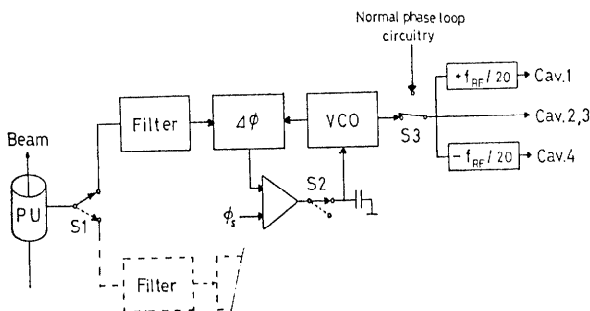 Normal phase loop
circuitry
+f_RF / 20
Cav.1
Beam
Filter
Δϕ
VCO
S3
Cav. 2,3
-f_RF / 20
Cav.4
PU
S1
S2
ϕ_s
Filter